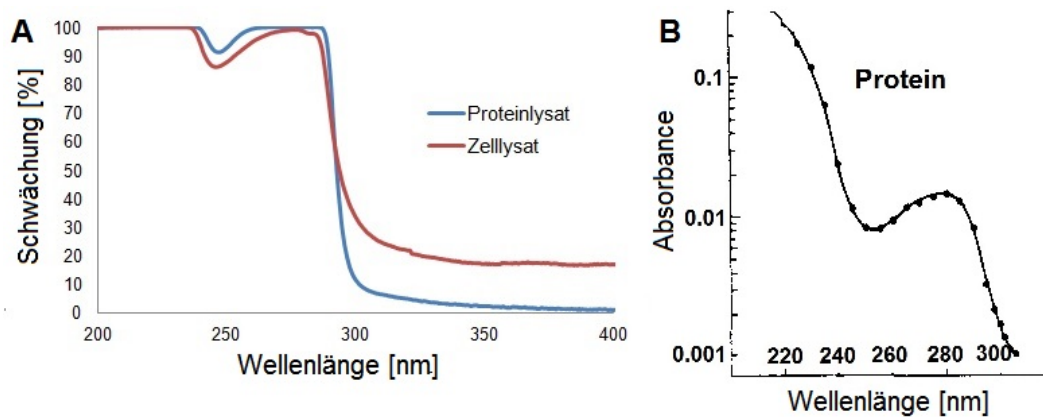 A
Schwächung [%]
100
90
80
70
60
50
40
30
20
10
0
200 250 300 350 400
Wellenlänge [nm]
Proteinlysat
Zelllysat
B
Protein
Absorbance
0.1
0.01
0.001
220 240 260 280 300
Wellenlänge [nm]